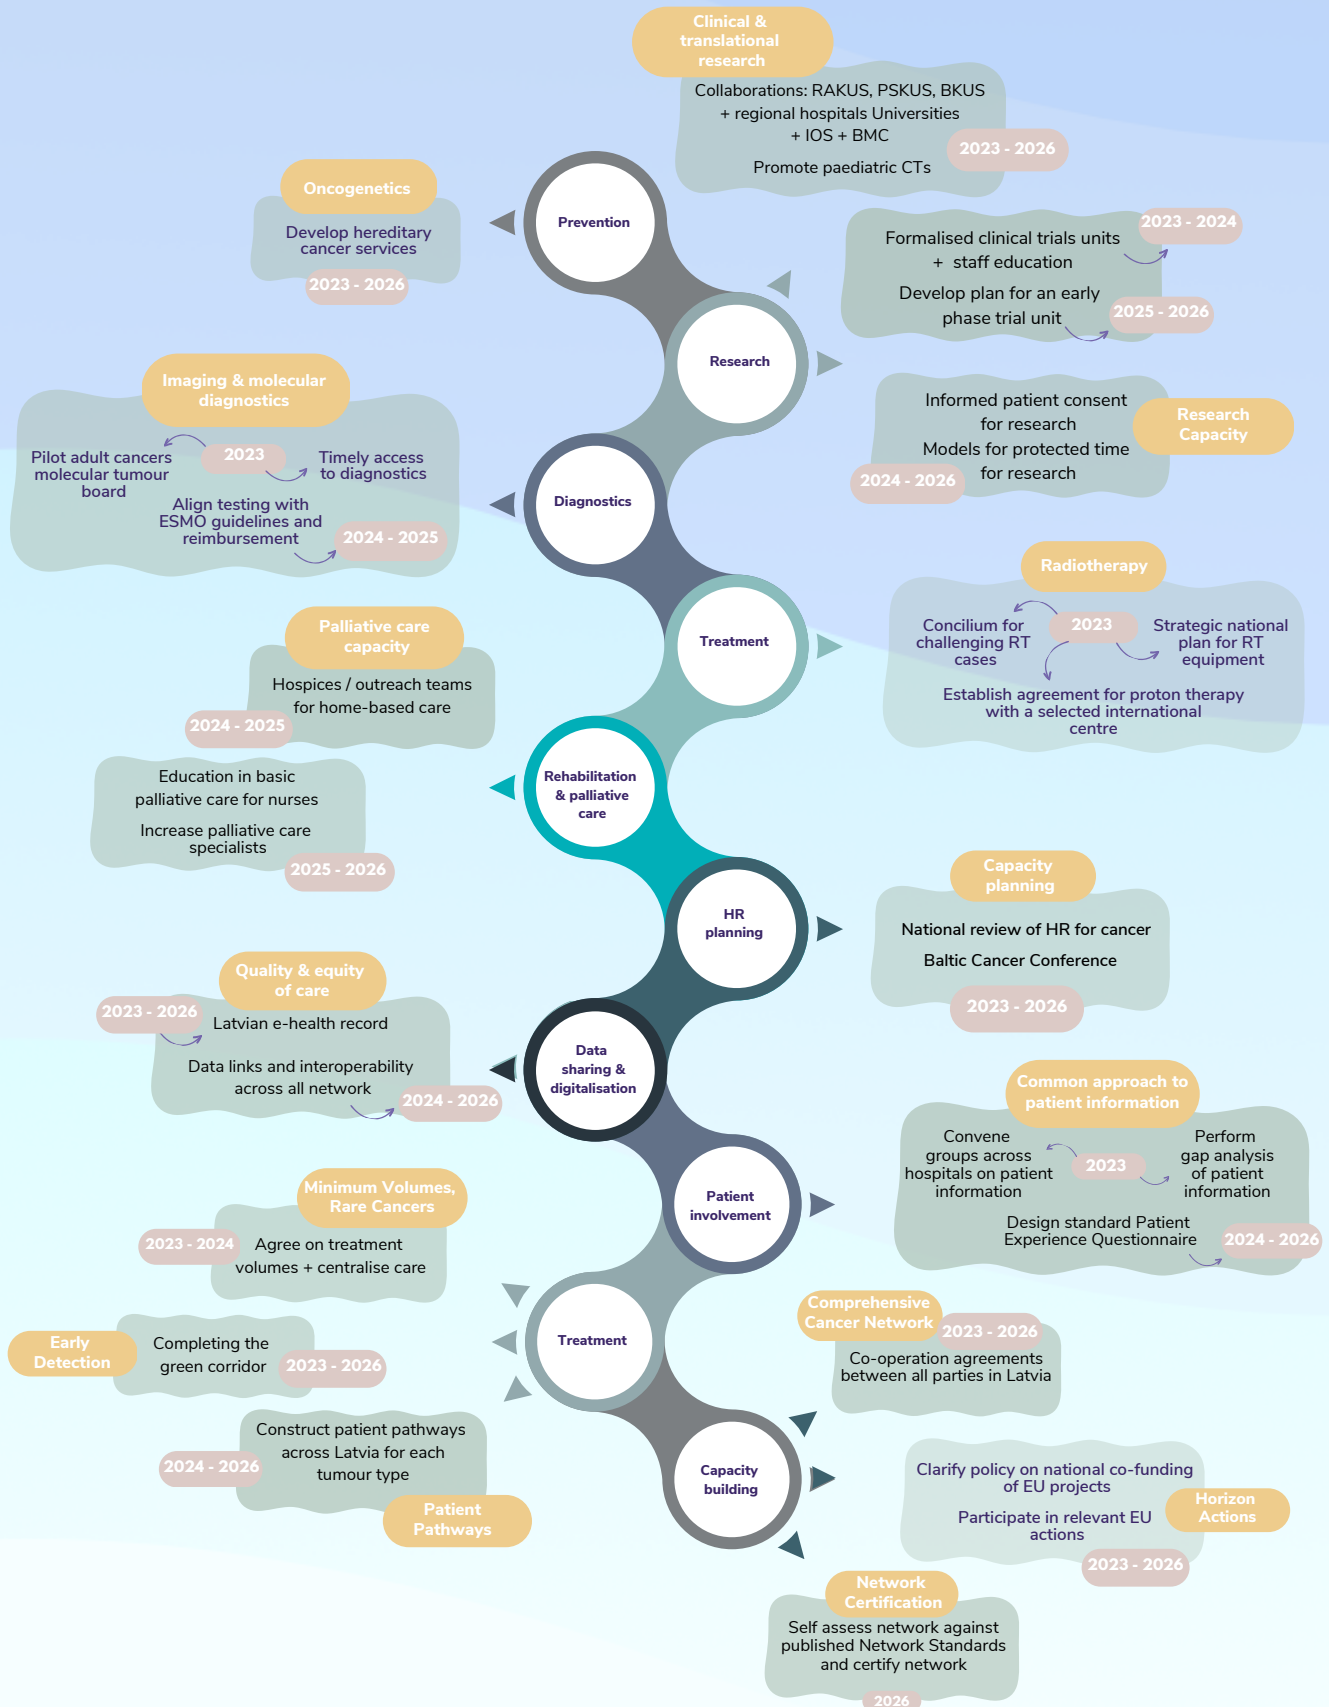 Clinical &
translational
research
Collaborations: RAKUS, PSKUS, BKUS
+ regional hospitals Universities
+ IOS + BMC
Promote paediatric CTs
2023 - 2026
Oncogenetics
Develop hereditary
cancer services
2023 - 2026
Prevention
Formalised clinical trials units
+ staff education
2023 - 2024
Develop plan for an early
phase trial unit
2025 - 2026
Research
Informed patient consent
for research
Models for protected time
for research
2024 - 2026
Research
Capacity
Imaging & molecular
diagnostics
2023
Pilot adult cancers
molecular tumour
board
Timely access
to diagnostics
Align testing with
ESMO guidelines and
reimbursement
2024 - 2025
Diagnostics
Radiotherapy
2023
Concilium for
challenging RT
cases
Strategic national
plan for RT
equipment
Establish agreement for proton therapy
with a selected international
centre
Treatment
Palliative care
capacity
Hospices / outreach teams
for home-based care
2024 - 2025
Education in basic
palliative care for nurses
Increase palliative care
specialists
2025 - 2026
Rehabilitation
& palliative
care
Capacity
planning
National review of HR for cancer
Baltic Cancer Conference
2023 - 2026
HR
planning
Quality & equity
of care
2023 - 2026
Latvian e-health record
Data links and interoperability
across all network
2024 - 2026
Data
sharing &
digitalisation
Common approach to
patient information
Convene
groups across
hospitals on patient
information
2023
Perform
gap analysis
of patient
information
Design standard Patient
Experience Questionnaire
2024 - 2026
Patient
involvement
Minimum Volumes,
Rare Cancers
2023 - 2024
Agree on treatment
volumes + centralise care
Early
Detection
Completing the
green corridor
2023 - 2026
Treatment
Construct patient pathways
across Latvia for each
tumour type
2024 - 2026
Patient
Pathways
Comprehensive
Cancer Network
2023 - 2026
Co-operation agreements
between all parties in Latvia
Capacity
building
Clarify policy on national co-funding
of EU projects
Participate in relevant EU
actions
Horizon
Actions
2023 - 2026
Network
Certification
Self assess network against
published Network Standards
and certify network
2026